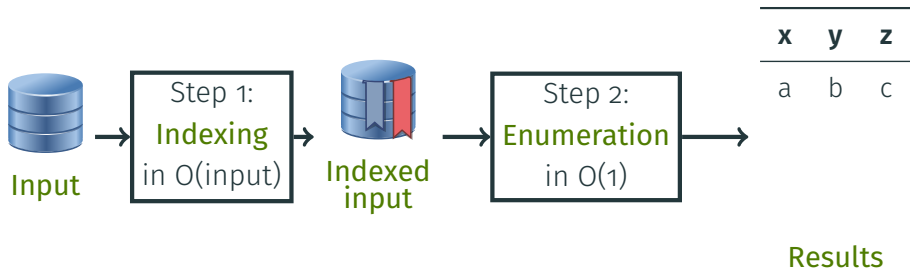 x y z
a b c
Step 1:
Indexing
in O(input)
Step 2:
Enumeration
in O(1)
Input
Indexed
input
Results